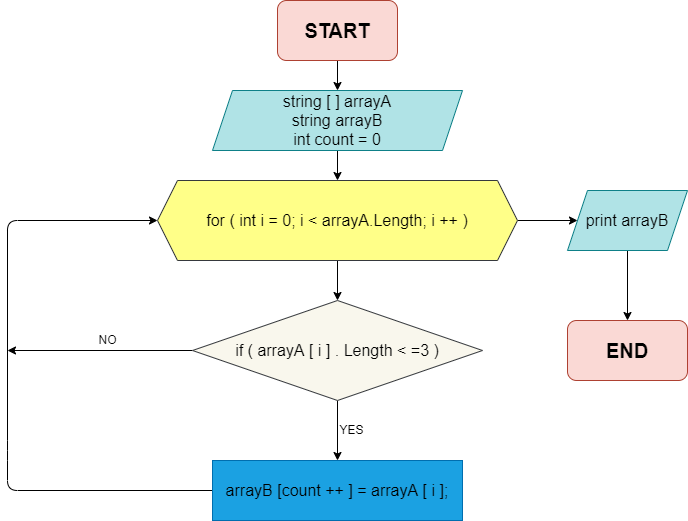 START
string [ ] arrayA
string arrayB
int count = 0
for ( int i = 0; i < arrayA.Length; i ++ )
print arrayB
if ( arrayA [ i ] . Length < =3 )
NO
END
YES
arrayB [count ++ ] = arrayA [ i ];